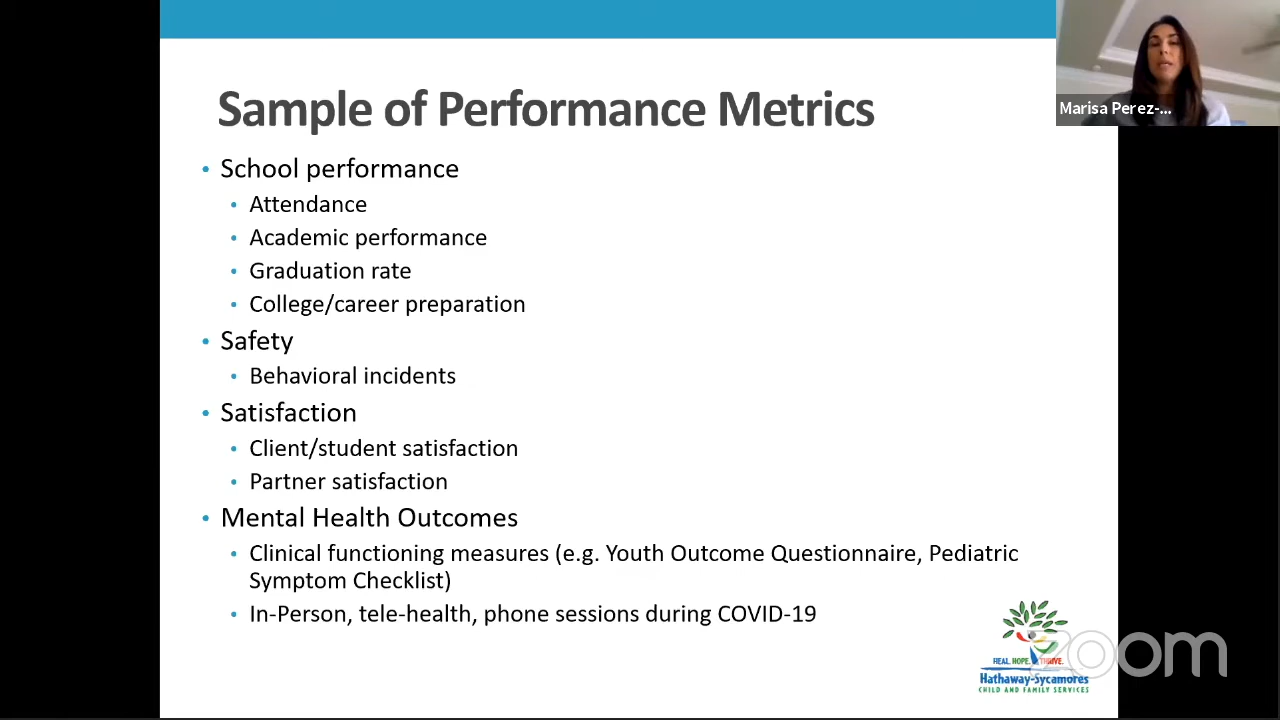 Sample of Performance Metrics
Marisa Perez-...
• School performance
• Attendance
• Academic performance
• Graduation rate
• College/career preparation
• Safety
• Behavioral incidents
• Satisfaction
• Client/student satisfaction
• Partner satisfaction
• Mental Health Outcomes
• Clinical functioning measures (e.g. Youth Outcome Questionnaire, Pediatric
Symptom Checklist)
• In-Person, tele-health, phone sessions during COVID-19
HEAL. HOPE. THRIVE.
Hathaway-Sycamores
CHILD AND FAMILY SERVICES
zoom